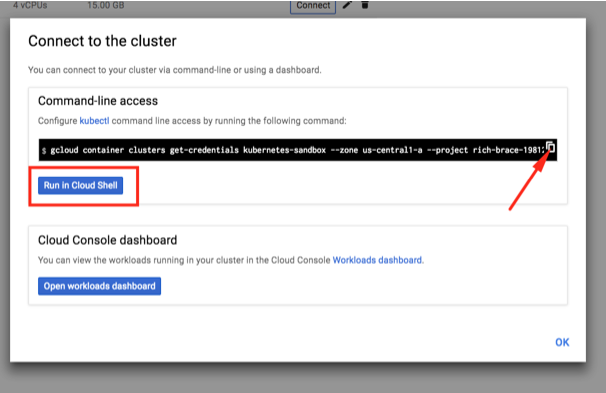 4 vCPUs 15.00 GB Connect
Connect to the cluster
You can connect to your cluster via command-line or using a dashboard.
Command-line access
Configure kubectl command line access by running the following command:
$ gcloud container clusters get-credentials kubernetes-sandbox --zone us-central1-a --project rich-brace-1981
Run in Cloud Shell
Cloud Console dashboard
You can view the workloads running in your cluster in the Cloud Console Workloads dashboard.
Open workloads dashboard
OK